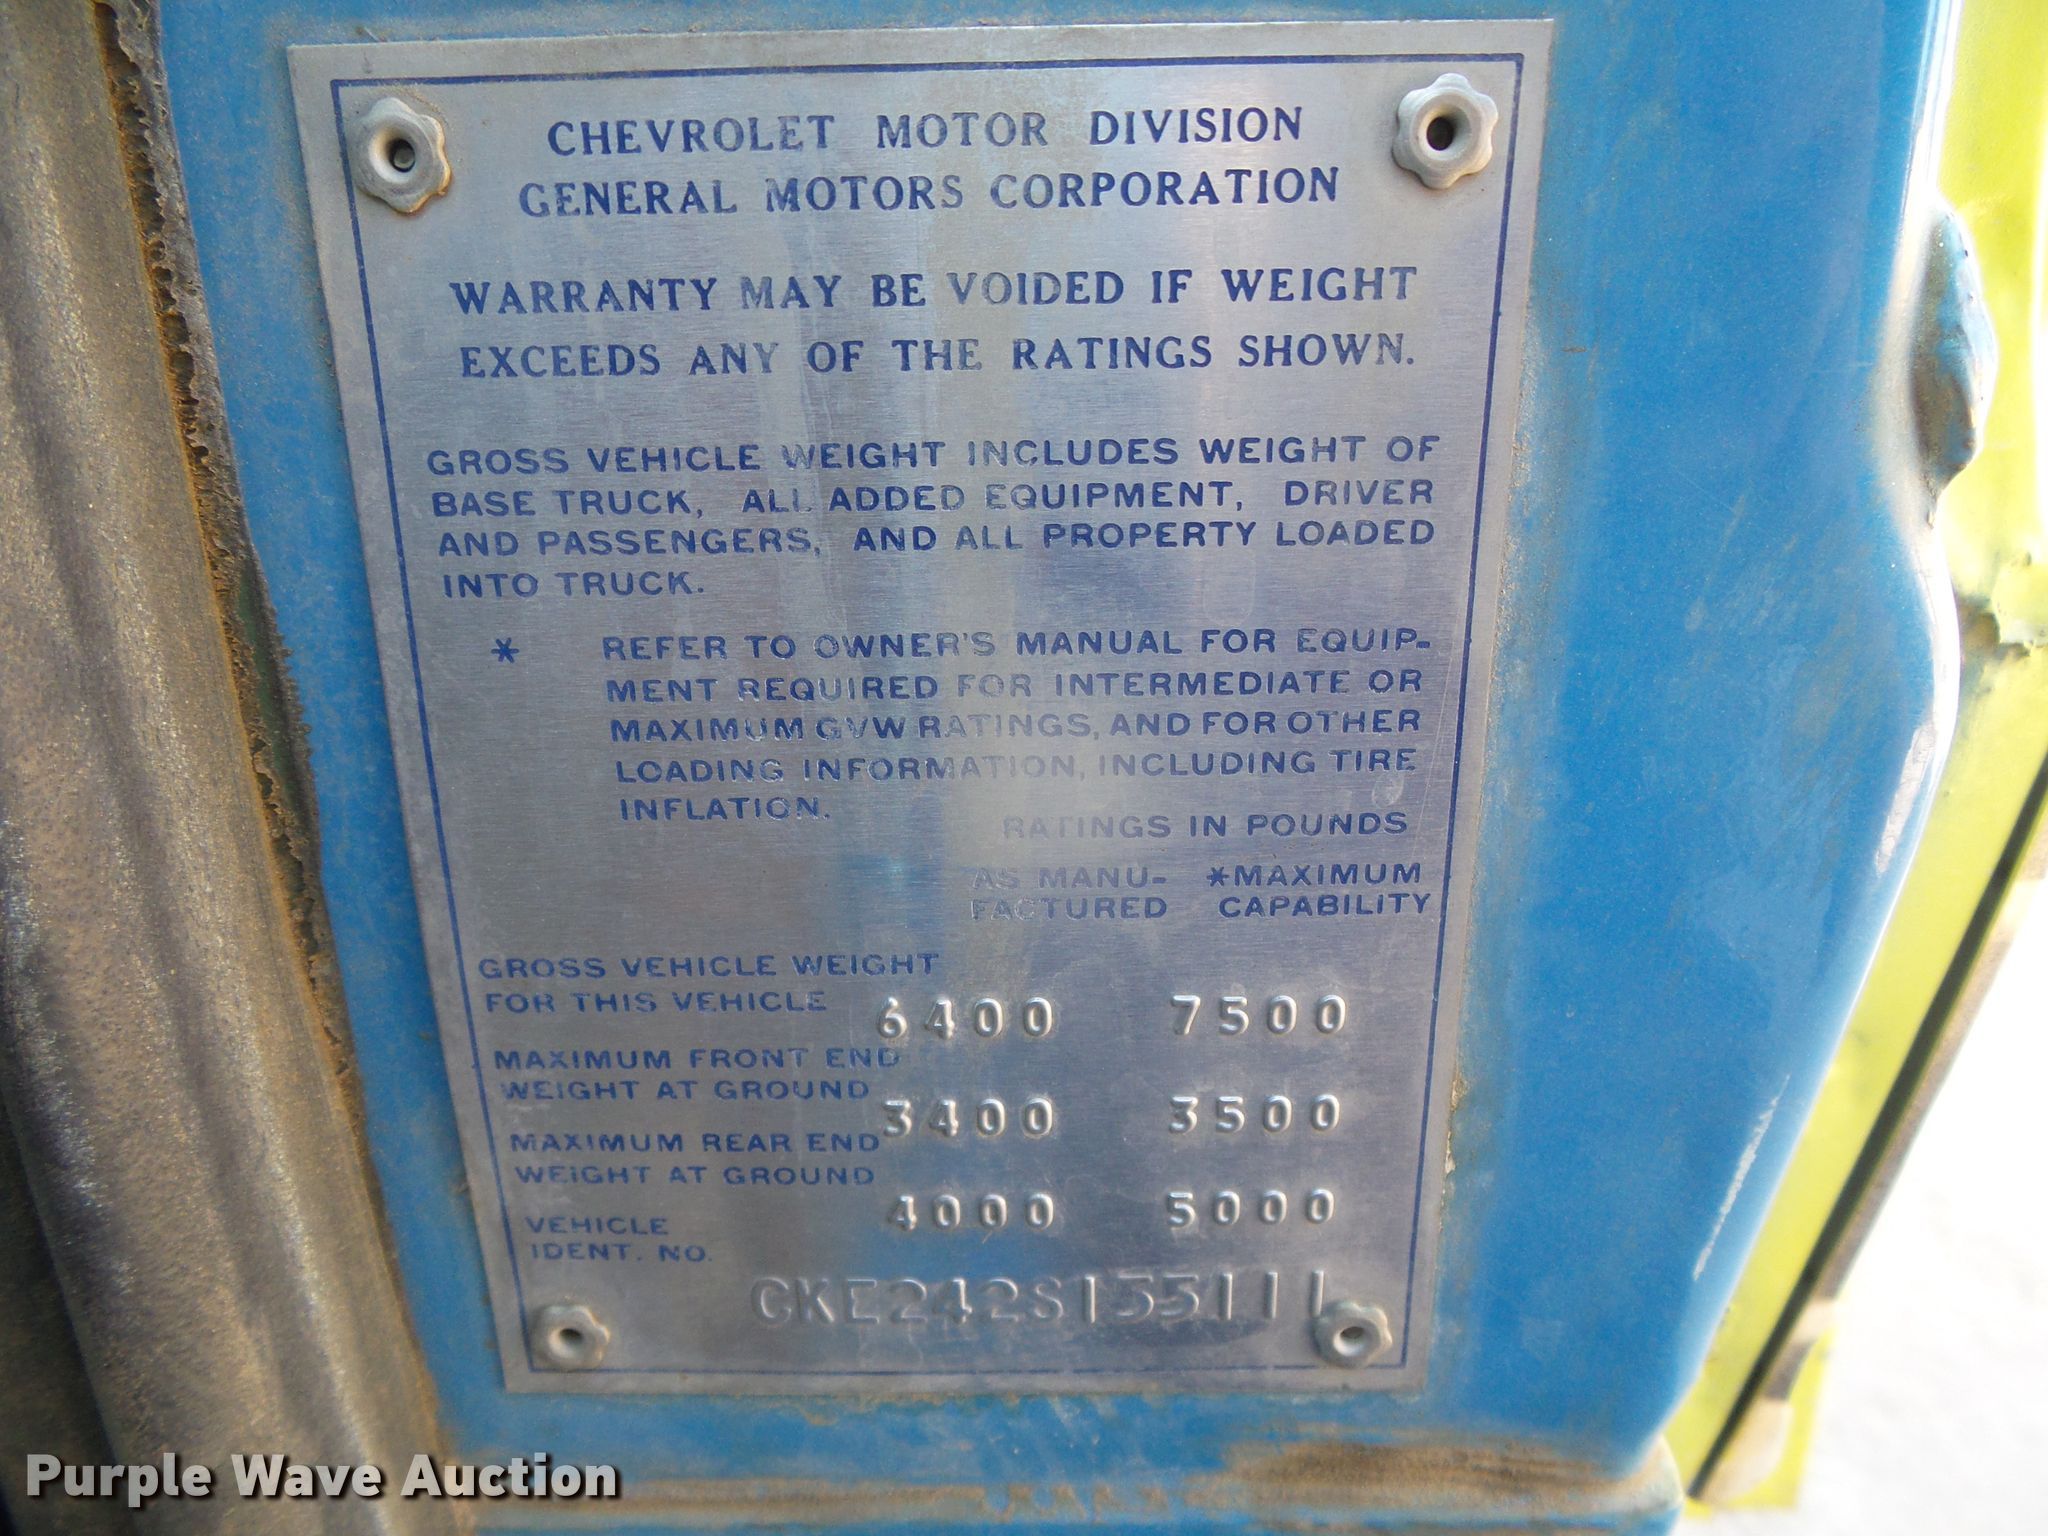 CHEVROLET MOTOR DIVISION
GENERAL MOTORS CORPORATION
WARRANTY MAY BE VOIDED IF WEIGHT
EXCEEDS ANY OF THE RATINGS SHOWN.
GROSS VEHICLE WEIGHT INCLUDES WEIGHT OF
BASE TRUCK, ALL ADDED EQUIPMENT, DRIVER
AND PASSENGERS, AND ALL PROPERTY LOADED
INTO TRUCK.
* REFER TO OWNER'S MANUAL FOR EQUIP-
MENT REQUIRED FOR INTERMEDIATE OR
MAXIMUM GVW RATINGS, AND FOR OTHER
LOADING INFORMATION, INCLUDING TIRE
INFLATION.
RATINGS IN POUNDS
AS MANU- *MAXIMUM
FACTURED CAPABILITY
GROSS VEHICLE WEIGHT
FOR THIS VEHICLE 6400 7500
MAXIMUM FRONT END
WEIGHT AT GROUND 3400 3500
MAXIMUM REAR END
WEIGHT AT GROUND 4000 5000
VEHICLE
IDENT. NO.
CKE242S133111
Purple Wave Auction